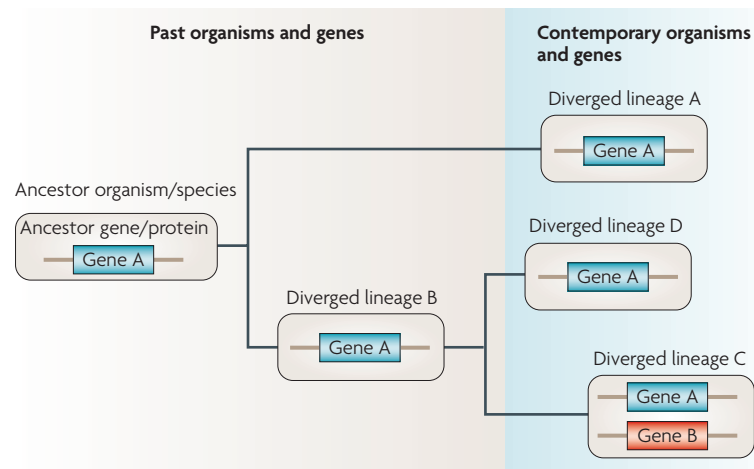 Past organisms and genes
Contemporary organisms
and genes
Diverged lineage A
Gene A
Ancestor organism/species
Ancestor gene/protein
Gene A
Diverged lineage D
Gene A
Diverged lineage B
Gene A
Diverged lineage C
Gene A
Gene B